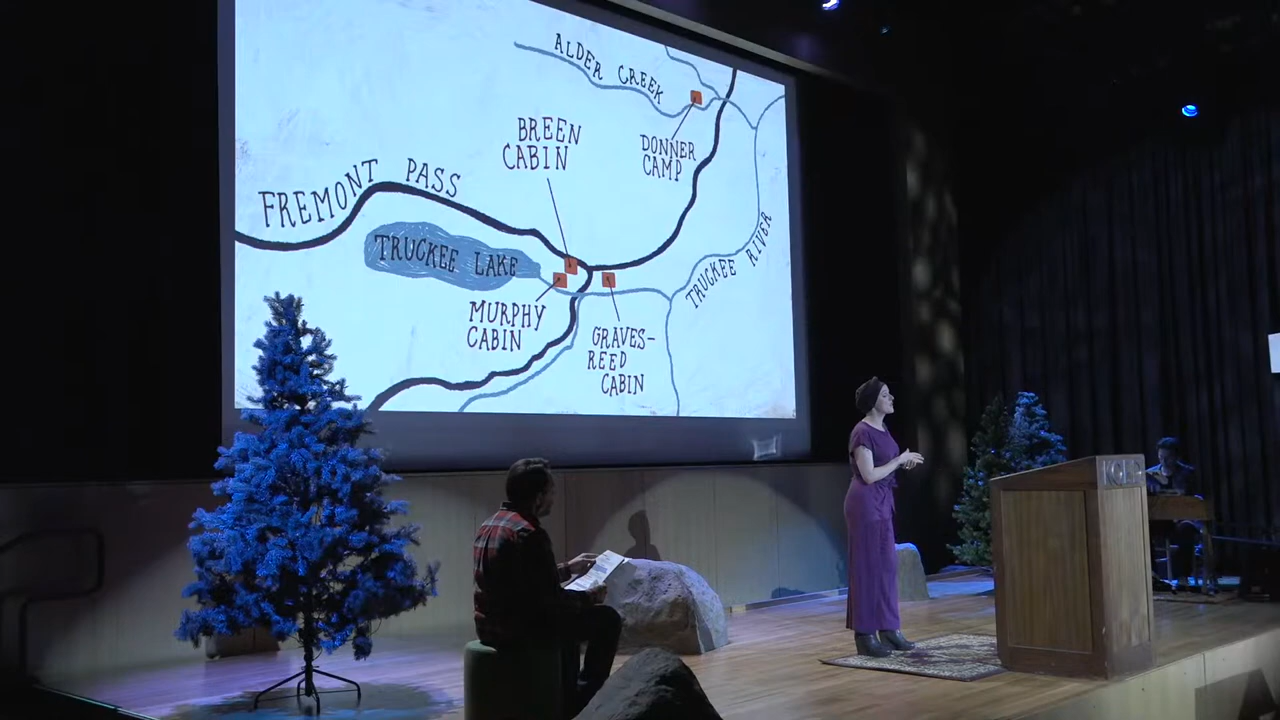 ALDER CREEK
BREEN
CABIN
DONNER
CAMP
FREMONT PASS
TRUCKEE LAKE
TRUCKEE RIVER
MURPHY
CABIN
GRAVES-
REED
CABIN